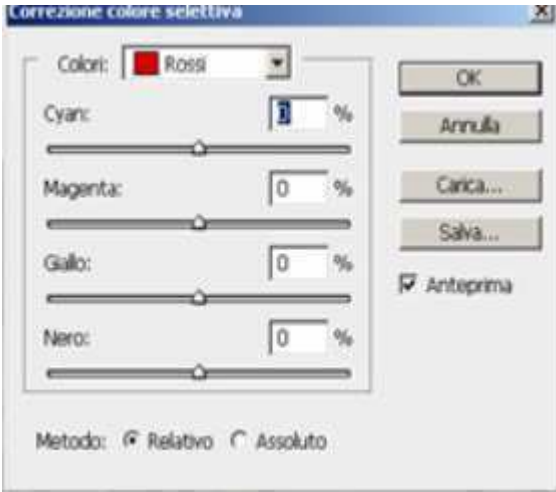 Correzione colore selettiva
Colori: Rossi
OK
Cyan: 0 %
Annulla
Magenta: 0 %
Carica...
Salva...
Giallo: 0 %
Anteprima
Nero: 0 %
Metodo: Relativo Assoluto